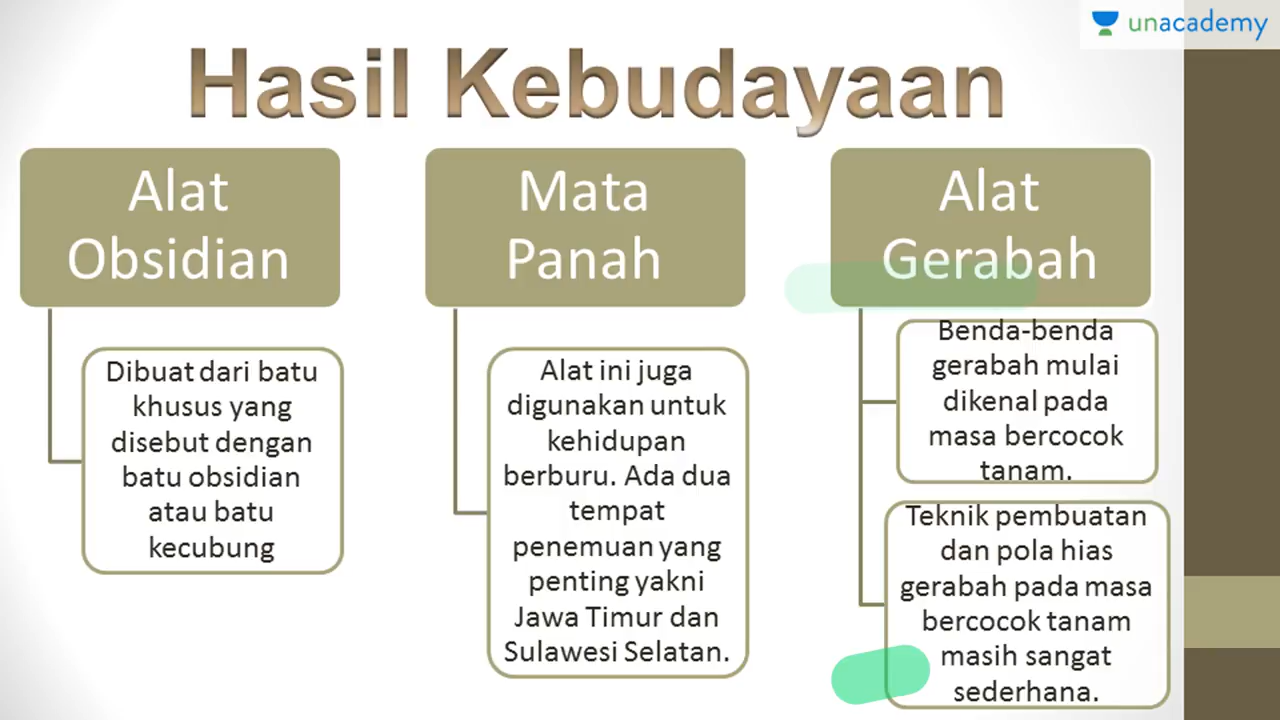 unacademy
Hasil Kebudayaan
Alat
Obsidian
Dibuat dari batu
khusus yang
disebut dengan
batu obsidian
atau batu
kecubung
Mata
Panah
Alat ini juga
digunakan untuk
kehidupan
berburu. Ada dua
tempat
penemuan yang
penting yakni
Jawa Timur dan
Sulawesi Selatan.
Alat
Gerabah
Benda-benda
gerabah mulai
dikenal pada
masa bercocok
tanam.
Teknik pembuatan
dan pola hias
gerabah pada masa
bercocok tanam
masih sangat
sederhana.